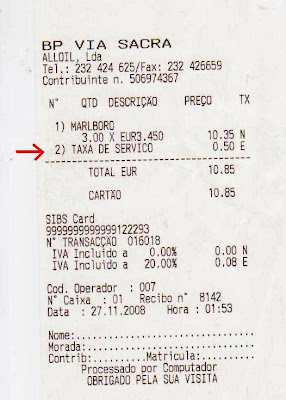 BP VIA SACRA
ALLOIL, Lda
Tel.: 232 424 625/Fax: 232 426659
Contribuinte n. 506974367
N° QTD DESCRIÇÃO PREÇO TX
1) MARLBORO
3.00 X EUR3.450 10.35 N
2) TAXA DE SERVICO 0.50 E
TOTAL EUR 10.85
CARTÃO 10.85
SIBS Card
9999999999999122293
N° TRANSACÇÃO 016018
IVA Incluido a 0.00% 0.00 N
IVA Incluido a 20.00% 0.08 E
Cod. Operador : 007
N° Caixa : 01 Recibo n° 8142
Data : 27.11.2008 Hora : 01:53
Nome:
Morada:
Contrib:..........Matricula:..........
Processado por Computador
OBRIGADO PELA SUA VISITA